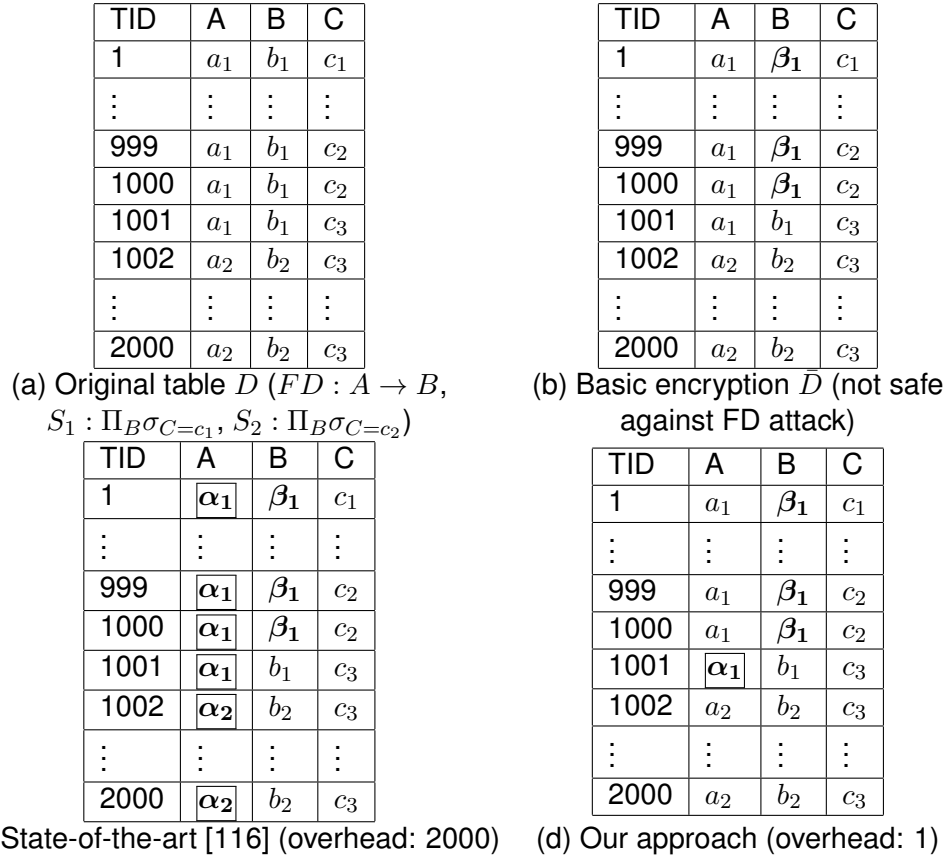 TID A B C
1 a₁ b₁ c₁
⋮ ⋮ ⋮ ⋮
999 a₁ b₁ c₂
1000 a₁ b₁ c₂
1001 a₁ b₁ c₃
1002 a₂ b₂ c₃
⋮ ⋮ ⋮ ⋮
2000 a₂ b₂ c₃
(a) Original table D (FD : A → B,
S₁ : Π_Bσ_{C=c₁}, S₂ : Π_Bσ_{C=c₂})
TID A B C
1 a₁ β₁ c₁
⋮ ⋮ ⋮ ⋮
999 a₁ β₁ c₂
1000 a₁ β₁ c₂
1001 a₁ b₁ c₃
1002 a₂ b₂ c₃
⋮ ⋮ ⋮ ⋮
2000 a₂ b₂ c₃
(b) Basic encryption D̄ (not safe
against FD attack)
TID A B C
1 α₁ β₁ c₁
⋮ ⋮ ⋮ ⋮
999 α₁ β₁ c₂
1000 α₁ β₁ c₂
1001 α₁ b₁ c₃
1002 α₂ b₂ c₃
⋮ ⋮ ⋮ ⋮
2000 α₂ b₂ c₃
State-of-the-art [116] (overhead: 2000)
TID A B C
1 a₁ β₁ c₁
⋮ ⋮ ⋮ ⋮
999 a₁ β₁ c₂
1000 a₁ β₁ c₂
1001 α₁ b₁ c₃
1002 a₂ b₂ c₃
⋮ ⋮ ⋮ ⋮
2000 a₂ b₂ c₃
(d) Our approach (overhead: 1)